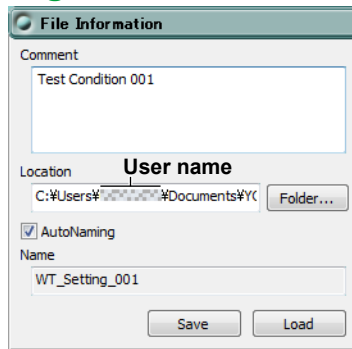 File Information
Comment
Test Condition 001
Location
User name
C:¥Users¥ ¥Documents¥Y(
Folder...
AutoNaming
Name
WT_Setting_001
Save
Load